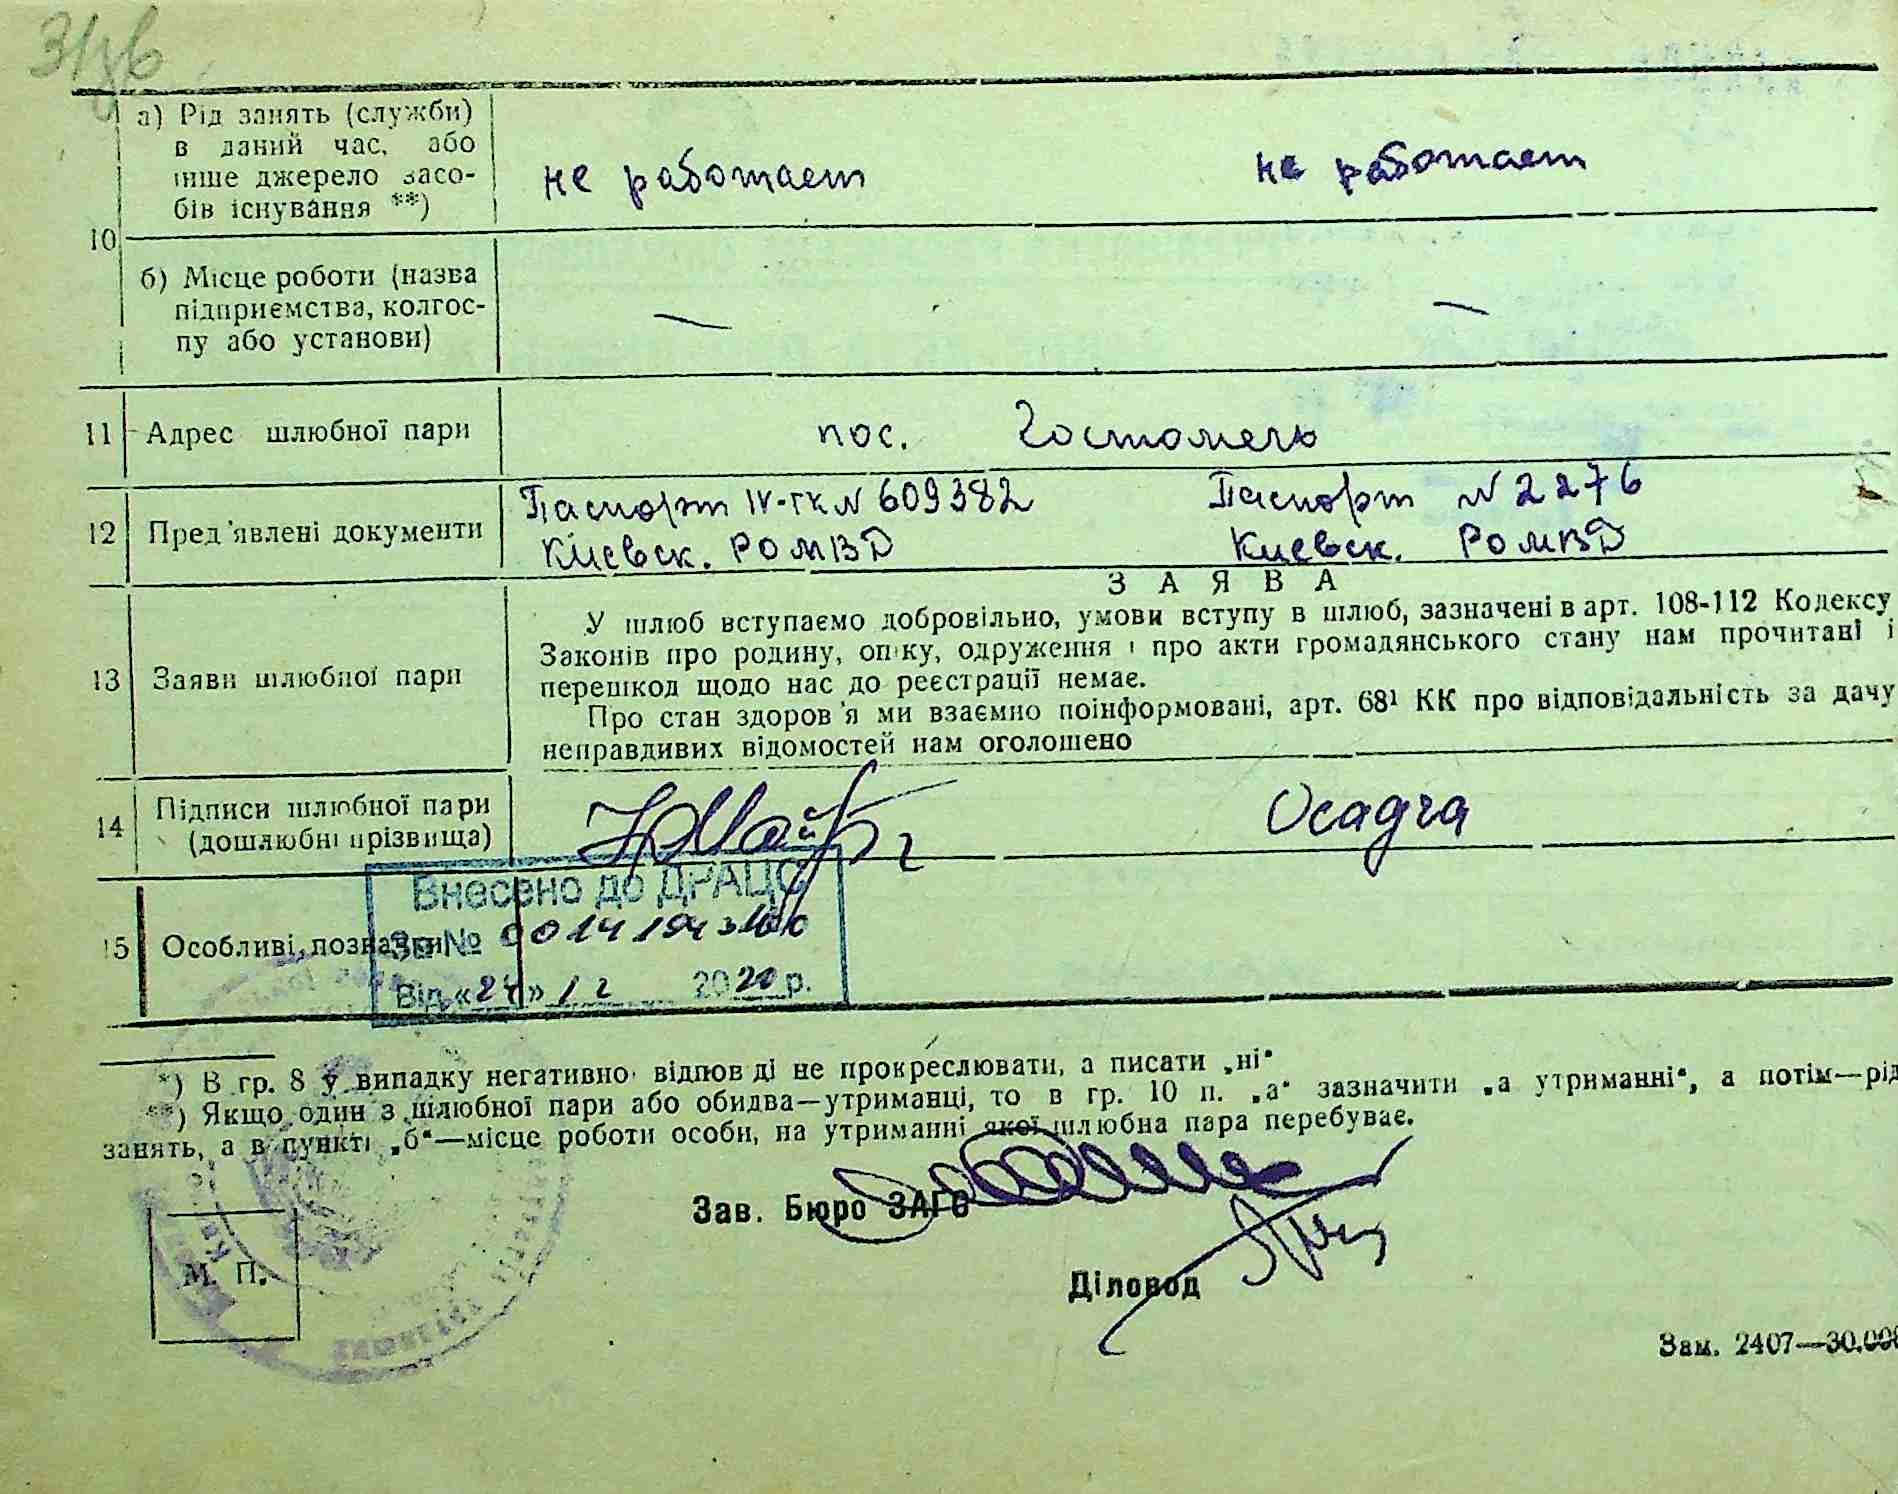 10
а) Рід занять (служби)
в даний час, або
інше джерело засо-
бів існування **)
не работает
не работает
б) Місце роботи (назва
підприємства, колгос-
пу або установи)
—
—
11 Адрес шлюбної пари
пос. Гостомель
12 Пред'явлені документи
Паспорт IV-ГК № 609382
Киевск. РОМВД
Паспорт № 2276
Киевск. РОМВД
ЗАЯВА
13 Заяви шлюбної пари
У шлюб вступаємо добровільно, умови вступу в шлюб, зазначені в арт. 108-112 Кодексу
Законів про родину, опіку, одруження і про акти громадянського стану нам прочитані і
перешкод щодо нас до реєстрації немає.
Про стан здоров'я ми взаємно поінформовані, арт. 68¹ КК про відповідальність за дачу
неправдивих відомостей нам оголошено
14 Підписи шлюбної пари
(дошлюбні прізвища)
Осадча
Внесено до ДРАЦС
За №
15 Особливі позначки
Від «24» 12 2020 р.
*) В гр. 8 у випадку негативної відповіді не прокреслювати, а писати „ні“
**) Якщо один з шлюбної пари або обидва—утриманці, то в гр. 10 п. „а“ зазначити „а утриманні“, а потім—рід
занять, а в пункті „б“—місце роботи особи, на утриманні якої шлюбна пара перебуває.
Зав. Бюро ЗАГС
М. П.
Діловод
Зам. 2407—30.000